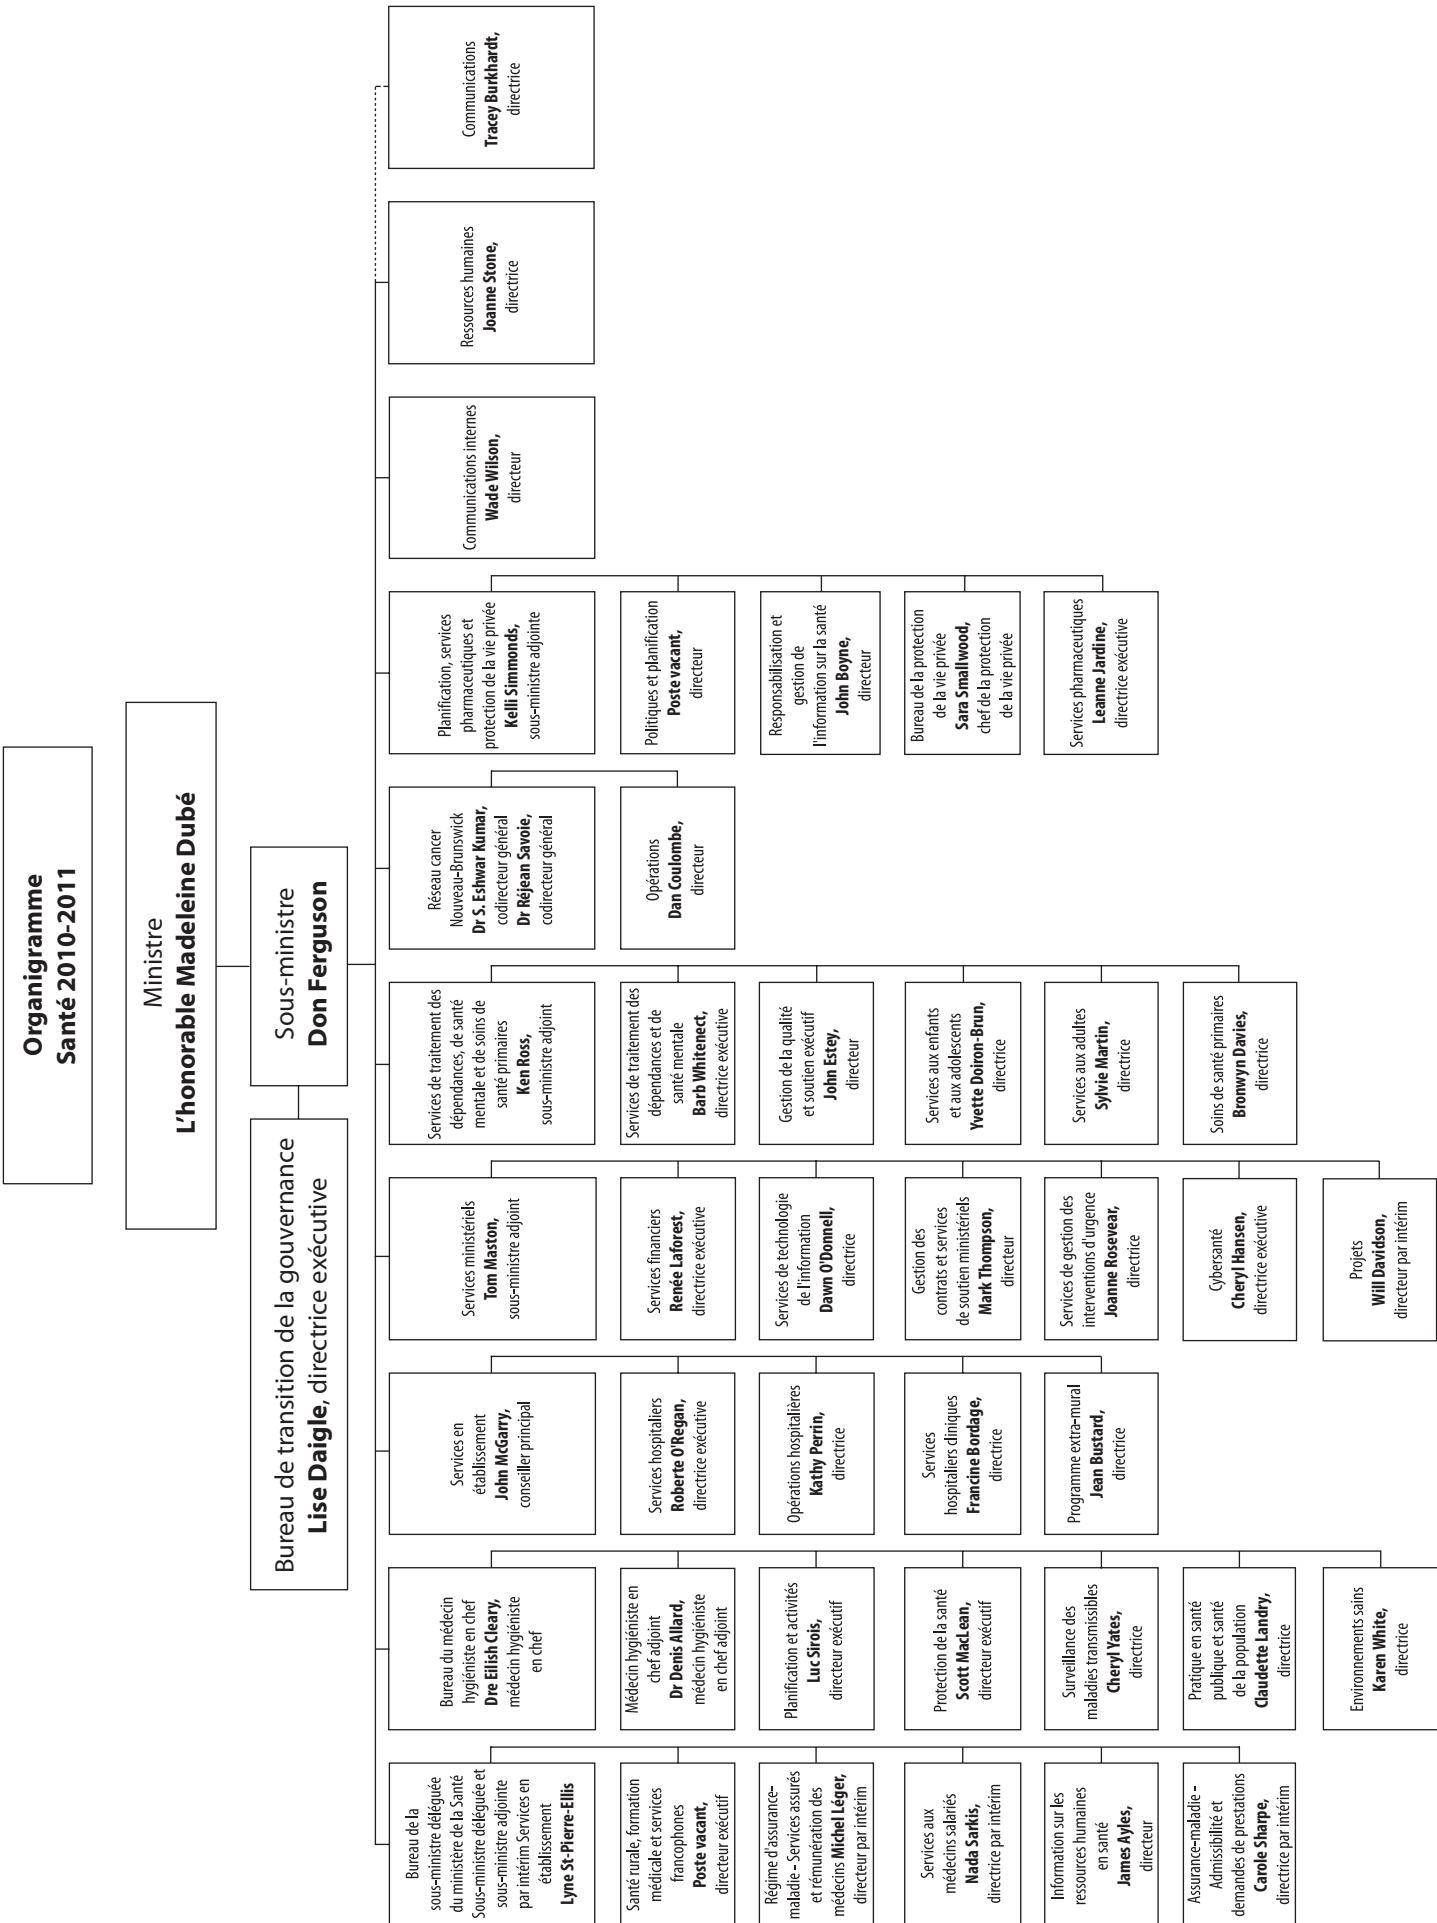 Organigramme
Santé 2010-2011
Ministre
L'honorable Madeleine Dubé
Bureau de transition de la gouvernance
Lise Daigle, directrice exécutive
Sous-ministre
Don Ferguson
Bureau de la
sous-ministre déléguée
du ministère de la Santé
Sous-ministre déléguée et
sous-ministre adjointe
par intérim Services en
établissement
Lyne St-Pierre-Ellis
Santé rurale, formation
médicale et services
francophones
Poste vacant,
directeur exécutif
Régime d'assurance-
maladie - Services assurés
et rémunération des
médecins Michel Léger,
directeur par intérim
Services aux
médecins salariés
Nada Sarkis,
directrice par intérim
Information sur les
ressources humaines
en santé
James Ayles,
directeur
Assurance-maladie -
Admissibilité et
demandes de prestations
Carole Sharpe,
directrice par intérim
Bureau du médecin
hygiéniste en chef
Dre Eilish Cleary,
médecin hygiéniste
en chef
Médecin hygiéniste en
chef adjoint
Dr Denis Allard,
médecin hygiéniste
en chef adjoint
Planification et activités
Luc Sirois,
directeur exécutif
Protection de la santé
Scott MacLean,
directeur exécutif
Surveillance des
maladies transmissibles
Cheryl Yates,
directrice
Pratique en santé
publique et santé
de la population
Claudette Landry,
directrice
Environnements sains
Karen White,
directrice
Services en
établissement
John McGarry,
conseiller principal
Services hospitaliers
Roberte O'Regan,
directrice exécutive
Opérations hospitalières
Kathy Perrin,
directrice
Services
hospitaliers cliniques
Francine Bordage,
directrice
Programme extra-mural
Jean Bustard,
directrice
Services ministériels
Tom Maston,
sous-ministre adjoint
Services financiers
Renée Laforest,
directrice exécutive
Services de technologie
de l'information
Dawn O'Donnell,
directrice
Gestion des
contrats et services
de soutien ministériels
Mark Thompson,
directeur
Services de gestion des
interventions d'urgence
Joanne Rosevear,
directrice
Cybersanté
Cheryl Hansen,
directrice exécutive
Projets
Will Davidson,
directeur par intérim
Services de traitement des
dépendances, de santé
mentale et de soins de
santé primaires
Ken Ross,
sous-ministre adjoint
Services de traitement des
dépendances et de
santé mentale
Barb Whitenect,
directrice exécutive
Gestion de la qualité
et soutien exécutif
John Estey,
directeur
Services aux enfants
et aux adolescents
Yvette Doiron-Brun,
directrice
Services aux adultes
Sylvie Martin,
directrice
Soins de santé primaires
Bronwyn Davies,
directrice
Réseau cancer
Nouveau-Brunswick
Dr S. Eshwar Kumar,
codirecteur général
Dr Réjean Savoie,
codirecteur général
Opérations
Dan Coulombe,
directeur
Planification, services
pharmaceutiques et
protection de la vie privée
Kelli Simmonds,
sous-ministre adjointe
Politiques et planification
Poste vacant,
directeur
Responsabilisation et
gestion de
l'information sur la santé
John Boyne,
directeur
Bureau de la protection
de la vie privée
Sara Smallwood,
chef de la protection
de la vie privée
Services pharmaceutiques
Leanne Jardine,
directrice exécutive
Communications internes
Wade Wilson,
directeur
Ressources humaines
Joanne Stone,
directrice
Communications
Tracey Burkhardt,
directrice